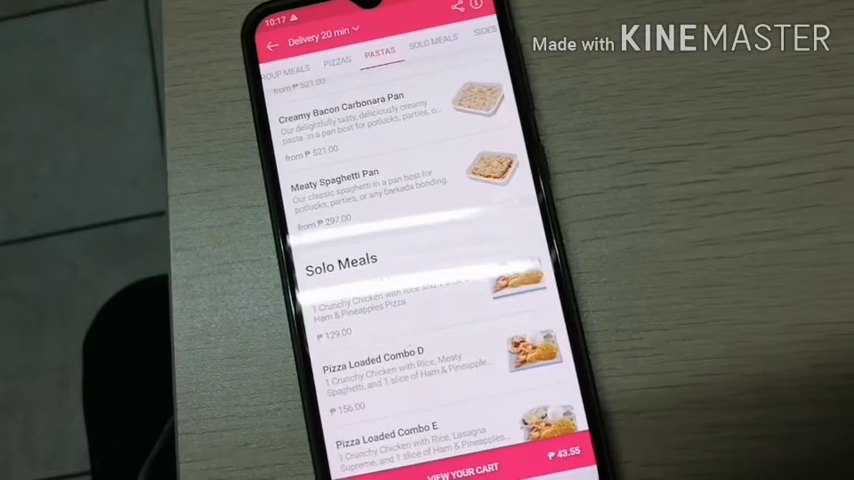 10:17
Delivery 20 min
OUP MEALS PIZZAS PASTAS SOLO MEALS SIDES
from ₱ 521.00
Creamy Bacon Carbonara Pan
Our delightfully tasty, deliciously creamy
pasta in a pan best for potlucks, parties, o...
from ₱ 521.00
Meaty Spaghetti Pan
Our classic spaghetti in a pan best for
potlucks, parties, or any barkada bonding.
from ₱ 297.00
Solo Meals
1 Crunchy Chicken with Rice and
Ham & Pineapples Pizza
₱ 129.00
Pizza Loaded Combo D
1 Crunchy Chicken with Rice, Meaty
Spaghetti, and 1 slice of Ham & Pineapple...
₱ 156.00
Pizza Loaded Combo E
1 Crunchy Chicken with Rice, Lasagna
Supreme, and 1 slice of Ham & Pineapple...
VIEW YOUR CART ₱ 43.55
Made with KINEMASTER